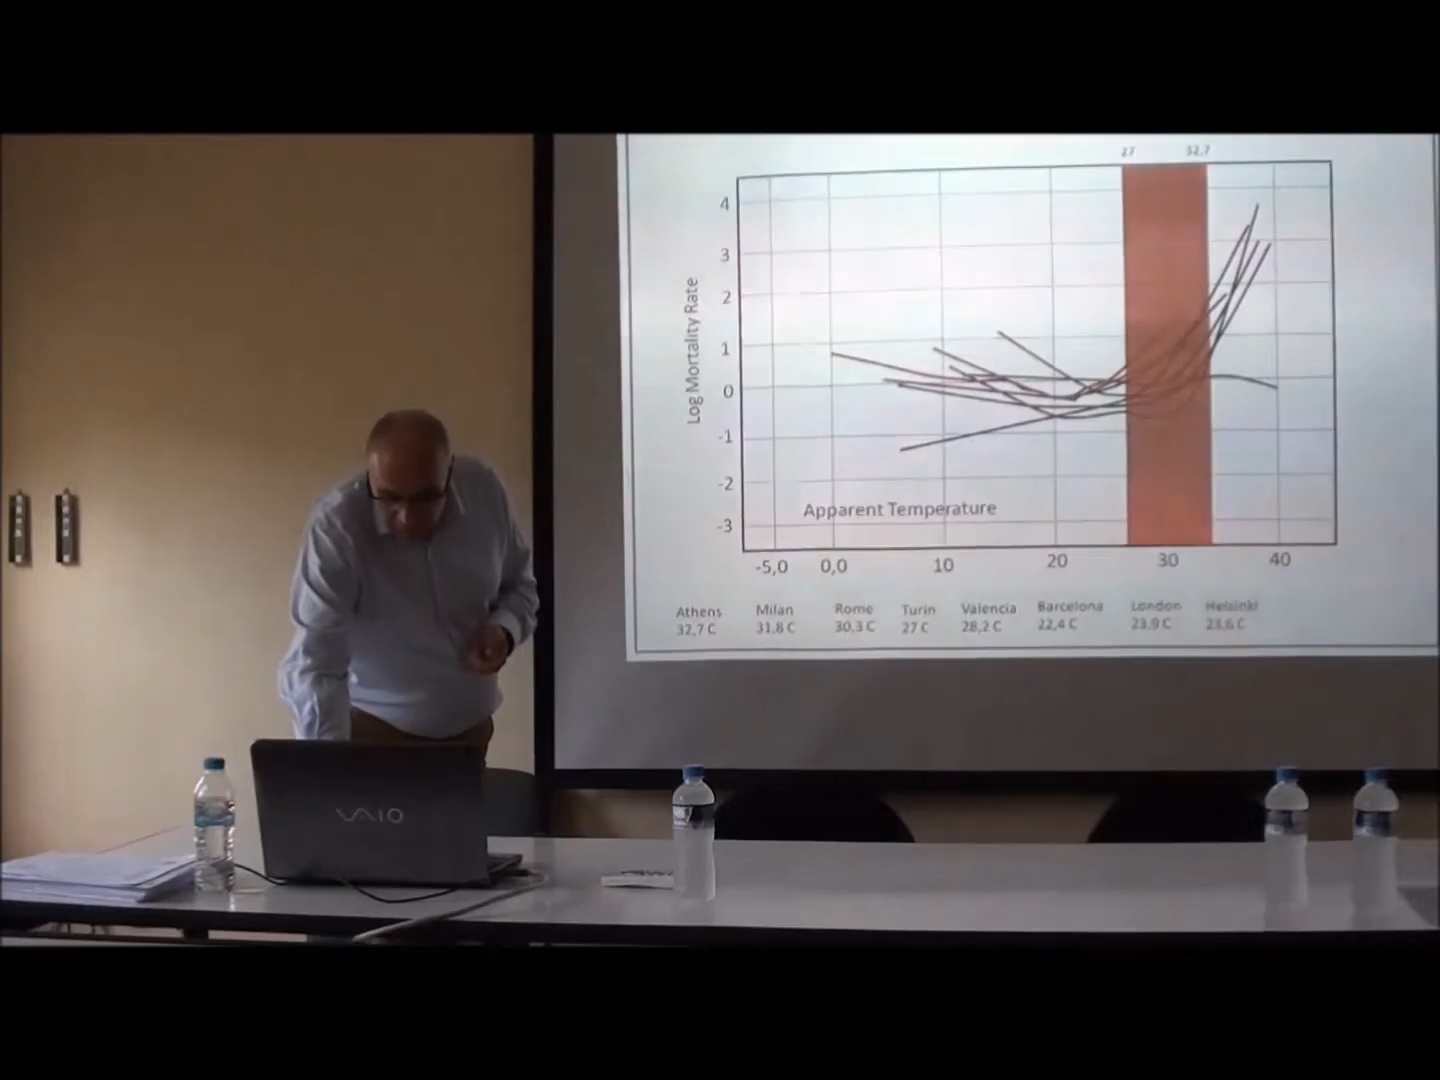 27 32.7
4
3
2
1
0
-1
-2
-3
Log Mortality Rate
Apparent Temperature
-5,0 0,0 10 20 30 40
Athens Milan Rome Turin Valencia Barcelona London Helsinki
32,7 C 31,8 C 30,3 C 27 C 28,2 C 22,4 C 23,9 C 23,6 C
VAIO